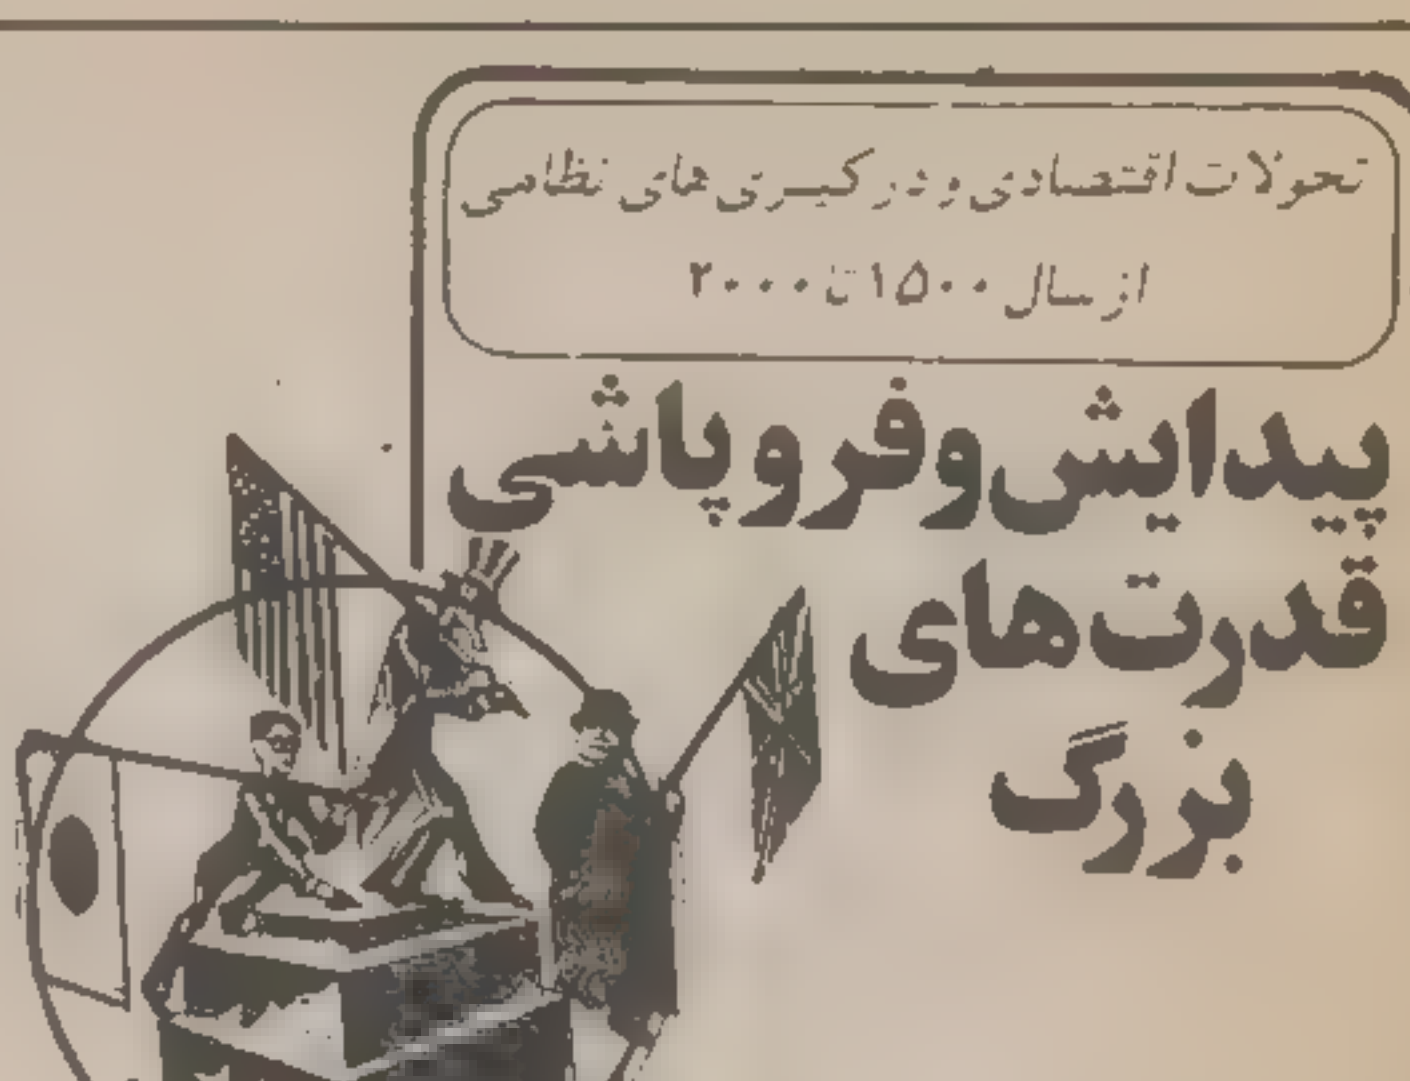 تحولات اقتصادی و درگیری‌های نظامی
از سال ۱۵۰۰ تا ۲۰۰۰
پیدایش و فروپاشی
قدرت‌های
بزرگ